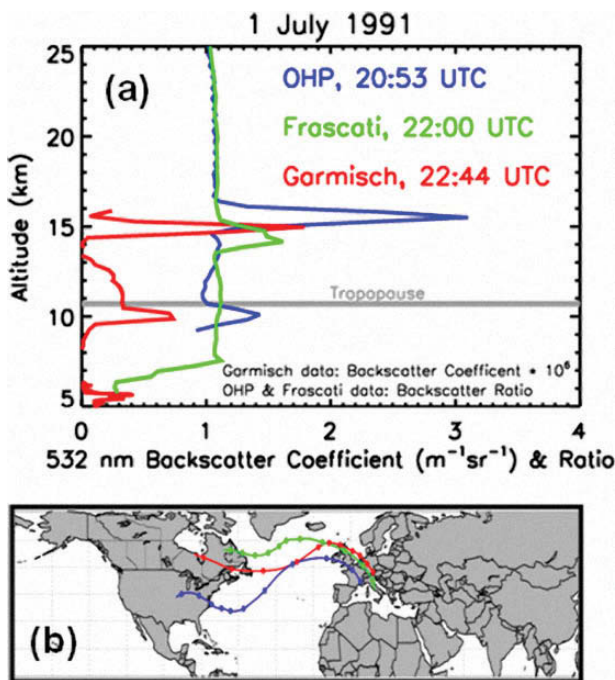 1 July 1991
(a)
OHP, 20:53 UTC
Frascati, 22:00 UTC
Garmisch, 22:44 UTC
25
20
15
10
5
Altitude (km)
Tropopause
Garmisch data: Backscatter Coefficent * 10⁶
OHP & Frascati data: Backscatter Ratio
0 1 2 3 4
532 nm Backscatter Coefficient (m⁻¹sr⁻¹) & Ratio
(b)